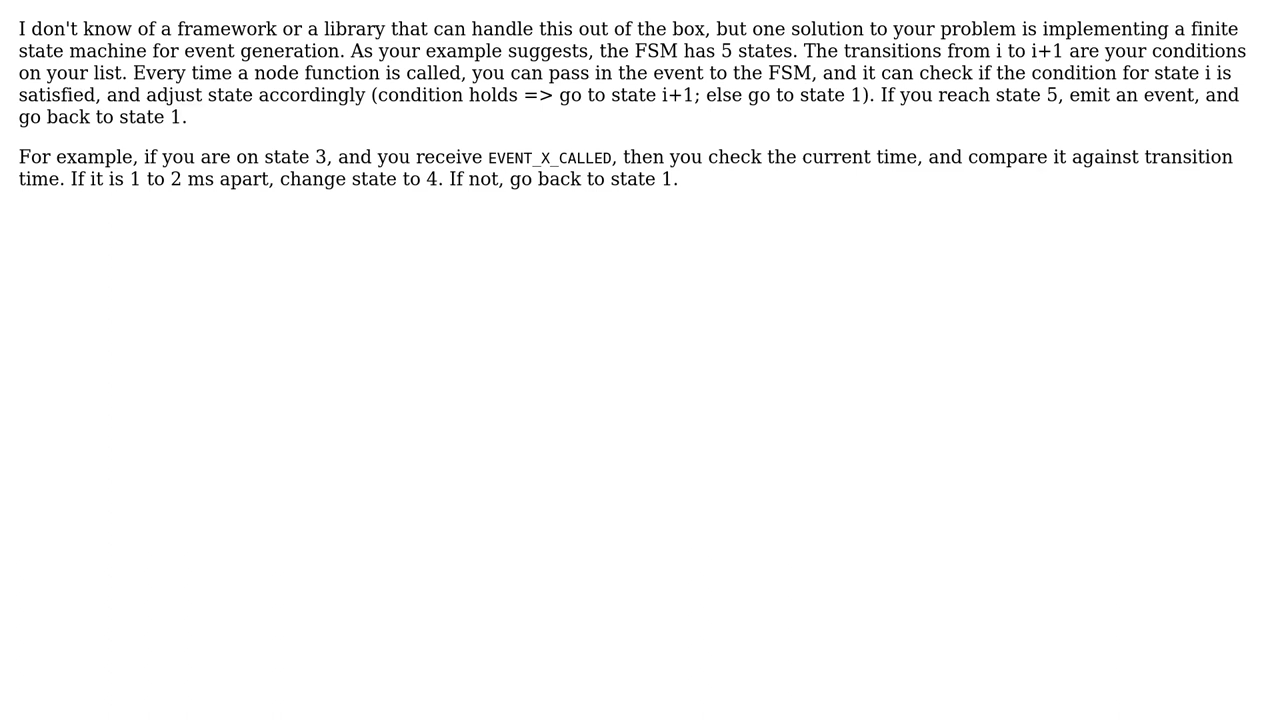 I don't know of a framework or a library that can handle this out of the box, but one solution to your problem is implementing a finite
state machine for event generation. As your example suggests, the FSM has 5 states. The transitions from i to i+1 are your conditions
on your list. Every time a node function is called, you can pass in the event to the FSM, and it can check if the condition for state i is
satisfied, and adjust state accordingly (condition holds => go to state i+1; else go to state 1). If you reach state 5, emit an event, and
go back to state 1.
For example, if you are on state 3, and you receive EVENT_X_CALLED, then you check the current time, and compare it against transition
time. If it is 1 to 2 ms apart, change state to 4. If not, go back to state 1.